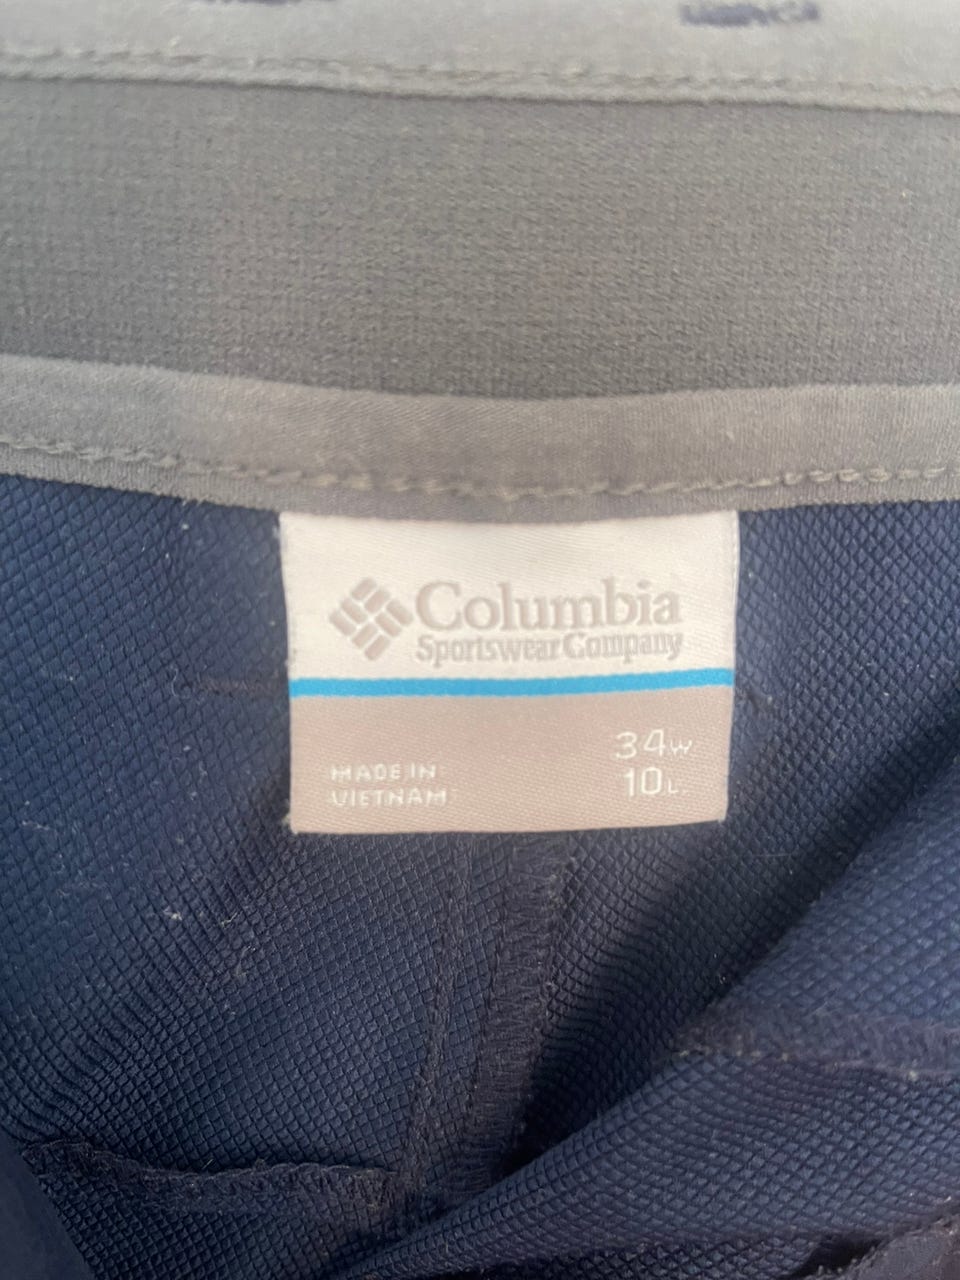 Columbia
Sportswear Company
34W
10L
MADE IN
VIETNAM